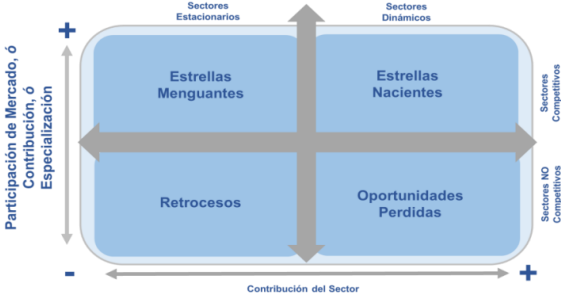 Sectores
Estacionarios
Sectores
Dinámicos
+
Participación de Mercado, ó
Contribución, ó
Especialización
-
Estrellas
Menguantes
Estrellas
Nacientes
Sectores
Competitivos
Retrocesos
Oportunidades
Perdidas
Sectores NO
Competitivos
Contribución del Sector
+